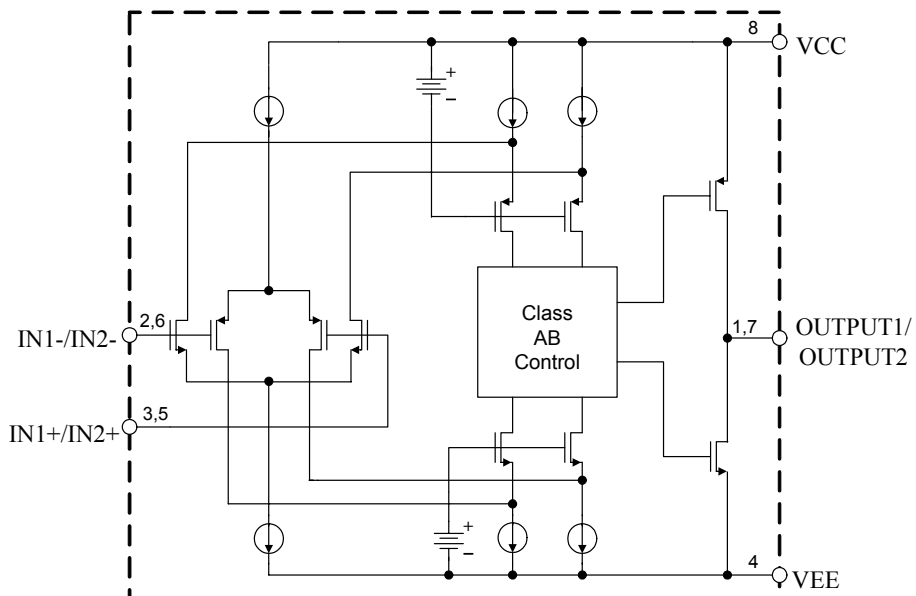 8
VCC
+
−
IN1-/IN2-
2,6
Class
AB
Control
1,7
OUTPUT1/
OUTPUT2
IN1+/IN2+
3,5
+
−
4
VEE